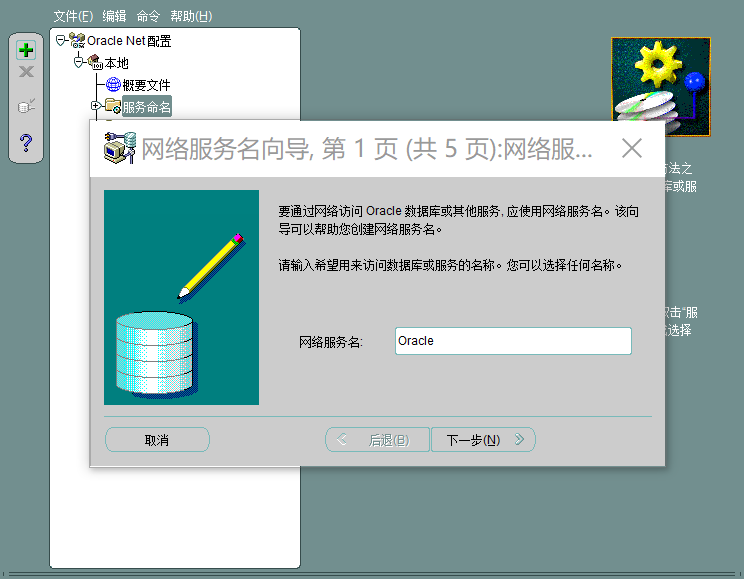 文件(F) 编辑 命令 帮助(H)
Oracle Net 配置
本地
概要文件
服务命名
网络服务名向导, 第 1 页 (共 5 页):网络服...
要通过网络访问 Oracle 数据库或其他服务, 应使用网络服务名。该向
导可以帮助您创建网络服务名。
请输入希望用来访问数据库或服务的名称。您可以选择任何名称。
网络服务名:
Oracle
取消
后退(B)
下一步(N)
方法之
库或服
双击“服
选择